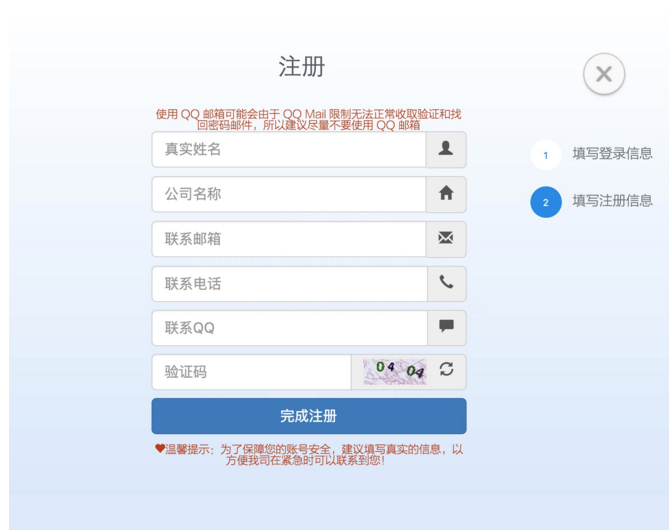 注册
使用 QQ 邮箱可能会由于 QQ Mail 限制无法正常收取验证和找
回密码邮件，所以建议尽量不要使用 QQ 邮箱
真实姓名
公司名称
联系邮箱
联系电话
联系QQ
验证码
04 04
完成注册
♥温馨提示：为了保障您的账号安全，建议填写真实的信息，以
方便我司在紧急时可以联系到您！
1 填写登录信息
2 填写注册信息